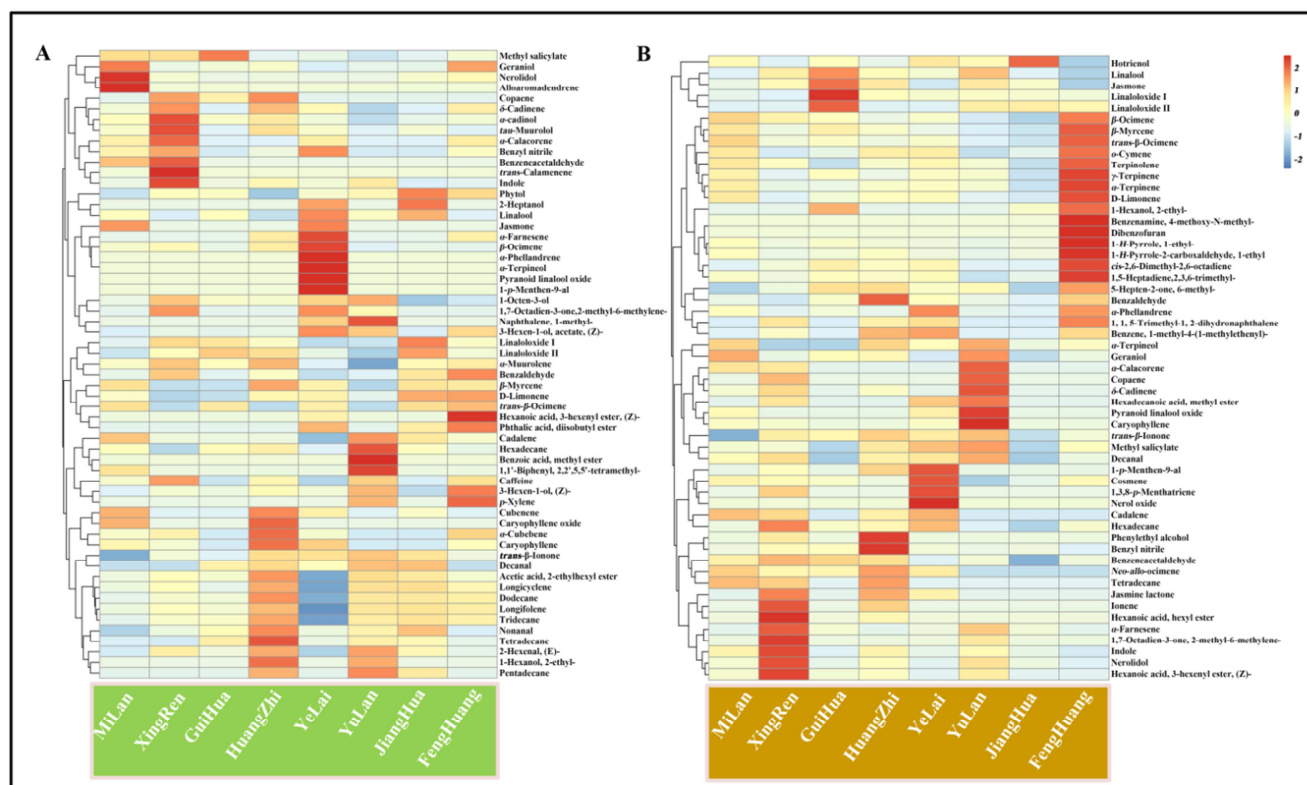 A
Methyl salicylate
Geraniol
Nerolidol
Alloaromadendrene
Copaene
δ-Cadinene
α-cadinol
tau-Muurolol
α-Calacorene
Benzyl nitrile
Benzeneacetaldehyde
trans-Calamenene
Indole
Phytol
2-Heptanol
Linalool
Jasmone
α-Farnesene
β-Ocimene
α-Phellandrene
α-Terpineol
Pyranoid linalool oxide
1-p-Menthen-9-al
1-Octen-3-ol
1,7-Octadien-3-one,2-methyl-6-methylene-
Naphthalene, 1-methyl-
3-Hexen-1-ol, acetate, (Z)-
Linaloloxide I
Linaloloxide II
α-Muurolene
Benzaldehyde
β-Myrcene
D-Limonene
trans-β-Ocimene
Hexanoic acid, 3-hexenyl ester, (Z)-
Phthalic acid, diisobutyl ester
Cadalene
Hexadecane
Benzoic acid, methyl ester
1,1'-Biphenyl, 2,2',5,5'-tetramethyl-
Caffeine
3-Hexen-1-ol, (Z)-
p-Xylene
Cubenene
Caryophyllene oxide
α-Cubebene
Caryophyllene
trans-β-Ionone
Decanal
Acetic acid, 2-ethylhexyl ester
Longicyclene
Dodecane
Longifolene
Tridecane
Nonanal
Tetradecane
2-Hexenal, (E)-
1-Hexanol, 2-ethyl-
Pentadecane
MiLan
XingRen
GuiHua
HuangZhi
YeLai
YuLan
JiangHua
FengHuang
B
Hotrienol
Linalool
Jasmone
Linaloloxide I
Linaloloxide II
β-Ocimene
β-Myrcene
trans-β-Ocimene
o-Cymene
Terpinolene
γ-Terpinene
α-Terpinene
D-Limonene
1-Hexanol, 2-ethyl-
Benzenamine, 4-methoxy-N-methyl-
Dibenzofuran
1-H-Pyrrole, 1-ethyl-
1-H-Pyrrole-2-carboxaldehyde, 1-ethyl
cis-2,6-Dimethyl-2,6-octadiene
1,5-Heptadiene,2,3,6-trimethyl-
5-Hepten-2-one, 6-methyl-
Benzaldehyde
α-Phellandrene
1, 1, 5-Trimethyl-1, 2-dihydronaphthalene
Benzene, 1-methyl-4-(1-methylethenyl)-
α-Terpineol
Geraniol
α-Calacorene
Copaene
δ-Cadinene
Hexadecanoic acid, methyl ester
Pyranoid linalool oxide
Caryophyllene
trans-β-Ionone
Methyl salicylate
Decanal
1-p-Menthen-9-al
Cosmene
1,3,8-p-Menthatriene
Nerol oxide
Cadalene
Hexadecane
Phenylethyl alcohol
Benzyl nitrile
Benzeneacetaldehyde
Neo-allo-ocimene
Tetradecane
Jasmine lactone
Ionene
Hexanoic acid, hexyl ester
α-Farnesene
1,7-Octadien-3-one, 2-methyl-6-methylene-
Indole
Nerolidol
Hexanoic acid, 3-hexenyl ester, (Z)-
MiLan
XingRen
GuiHua
HuangZhi
YeLai
YuLan
JiangHua
FengHuang
2
1
0
-1
-2